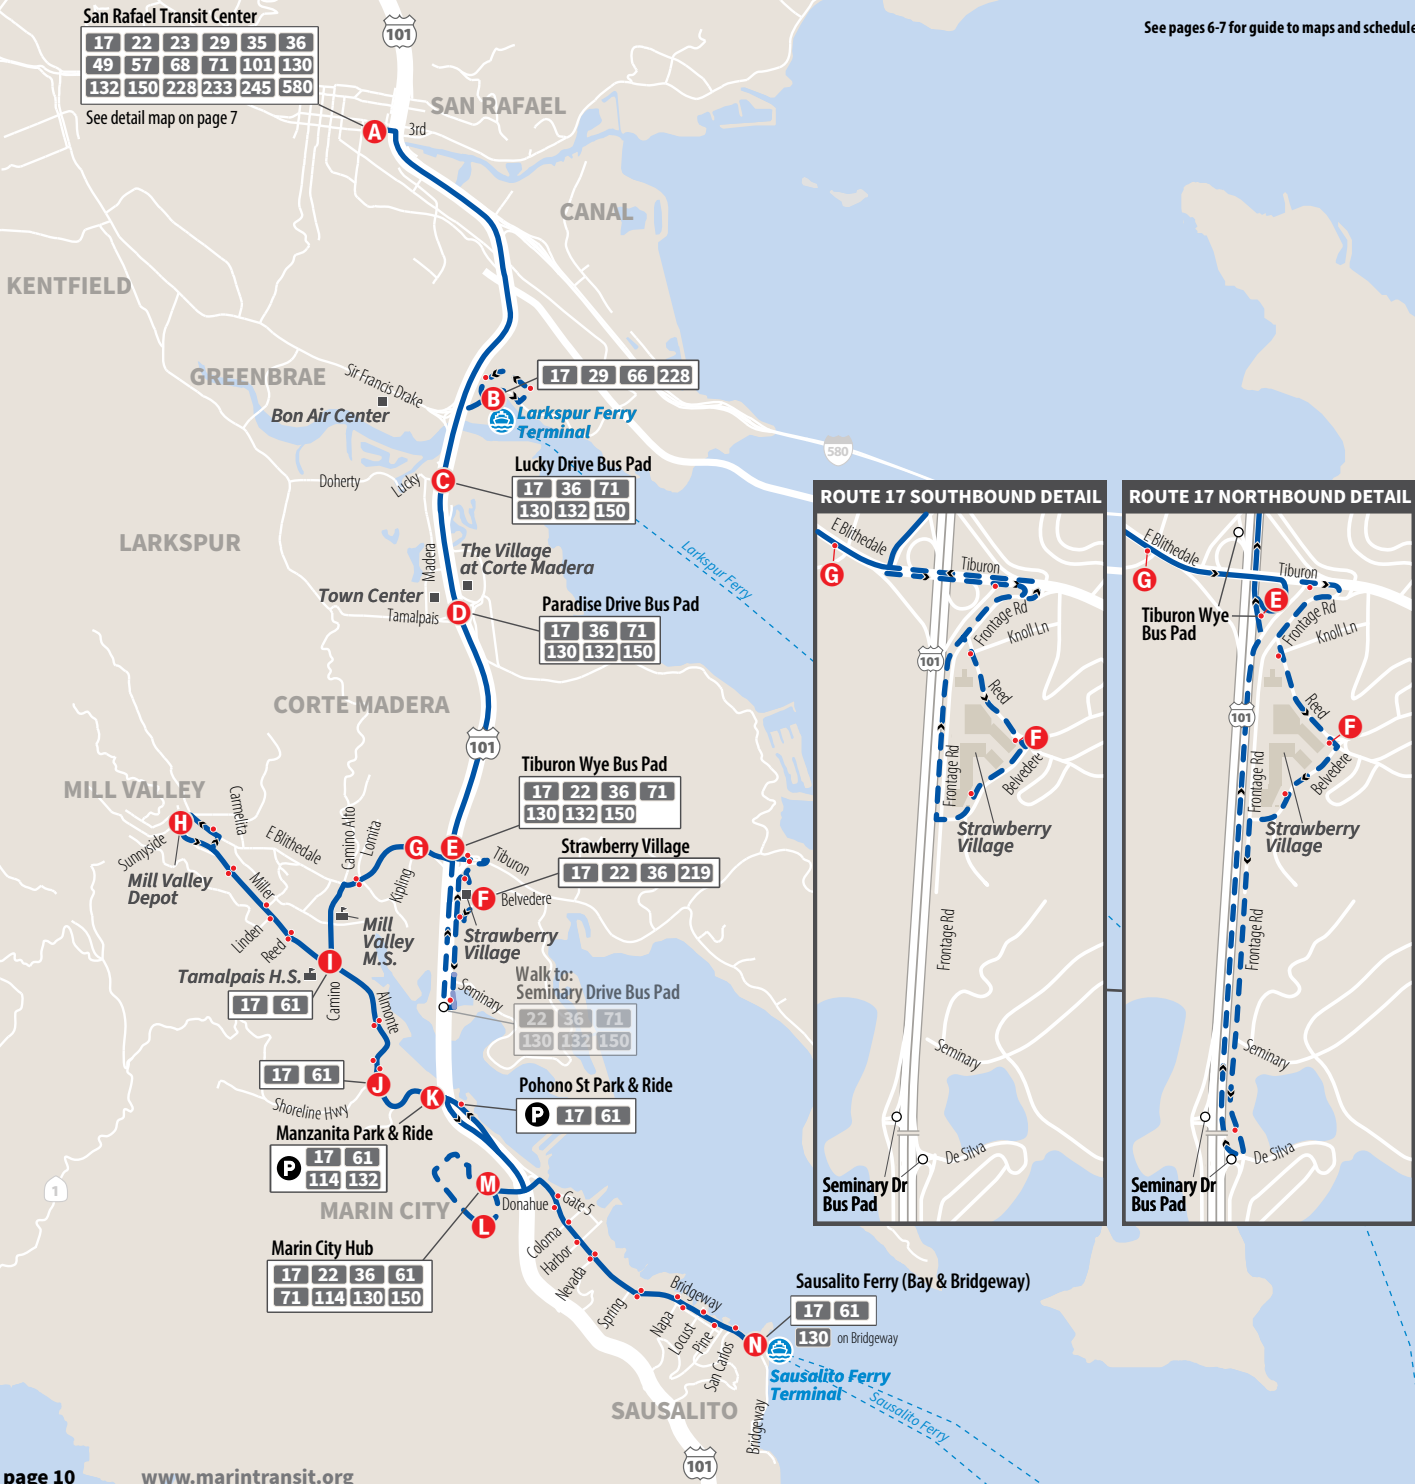 San Rafael Transit Center
17 22 23 29 35 36
49 57 68 71 101 130
132 150 228 233 245 580
See detail map on page 7
101
See pages 6-7 for guide to maps and schedule
SAN RAFAEL
A
3rd
CANAL
KENTFIELD
GREENBRAE
Sir Francis Drake
Bon Air Center
17 29 66 228
B
Larkspur Ferry
Terminal
580
Lucky Drive Bus Pad
17 36 71
130 132 150
C
Doherty
Lucky
LARKSPUR
Madera
The Village
at Corte Madera
Town Center
Tamalpais
D
Paradise Drive Bus Pad
17 36 71
130 132 150
Larkspur Ferry
CORTE MADERA
101
Tiburon Wye Bus Pad
17 22 36 71
130 132 150
MILL VALLEY
H
Carmelita
Sunnyside
E Blithedale
Camino Alto
Lomita
G
E
Tiburon
Strawberry Village
17 22 36 219
Mill Valley
Depot
Miller
Kipling
F
Belvedere
Linden
Reed
Mill
Valley
M.S.
Strawberry
Village
Tamalpais H.S.
I
17 61
Camino
Almonte
Seminary
Walk to:
Seminary Drive Bus Pad
22 36 71
130 132 150
17 61
J
K
Shoreline Hwy
Pohono St Park & Ride
P 17 61
Manzanita Park & Ride
P 17 61
114 132
1
MARIN CITY
M
L
Donahue
Gate 5
Marin City Hub
17 22 36 61
71 114 130 150
Coloma
Harbor
Nevada
Spring
Bridgeway
Napa
Locust
Pine
San Carlos
N
Sausalito Ferry (Bay & Bridgeway)
17 61
130 on Bridgeway
Sausalito Ferry
Terminal
Sausalito Ferry
SAUSALITO
Bridgeway
101
ROUTE 17 SOUTHBOUND DETAIL
E Blithedale
G
Tiburon
Frontage Rd
Knoll Ln
101
Reed
F
Frontage Rd
Belvedere
Strawberry
Village
Frontage Rd
Seminary
De Silva
Seminary Dr
Bus Pad
ROUTE 17 NORTHBOUND DETAIL
E Blithedale
G
Tiburon
E
Tiburon Wye
Bus Pad
Frontage Rd
Knoll Ln
Reed
101
F
Frontage Rd
Belvedere
Strawberry
Village
Frontage Rd
Seminary
De Silva
Seminary Dr
Bus Pad
page 10
www.marintransit.org